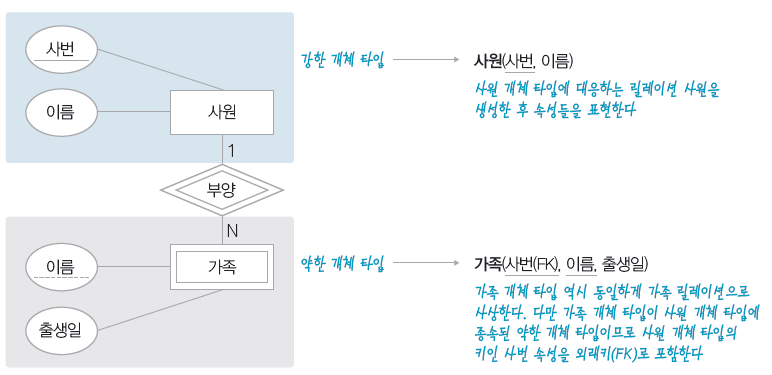 사번
이름
사원
1
부양
N
이름
가족
출생일
강한 개체 타입
사원(사번, 이름)
사원 개체 타입에 대응하는 릴레이션 사원을
생성한 후 속성들을 표현한다
약한 개체 타입
가족(사번(FK), 이름, 출생일)
가족 개체 타입 역시 동일하게 가족 릴레이션으로
사상한다. 다만 가족 개체 타입이 사원 개체 타입에
종속된 약한 개체 타입이므로 사원 개체 타입의
키인 사번 속성을 외래키(FK)로 포함한다